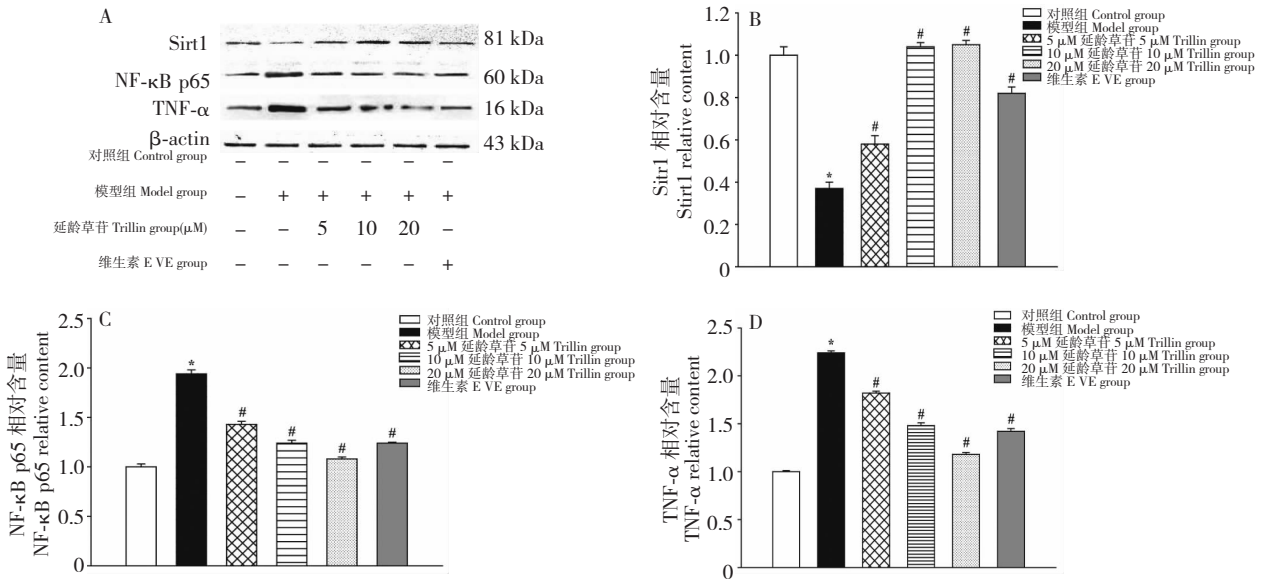 A
Sirt1
81 kDa
NF-κB p65
60 kDa
TNF-α
16 kDa
β-actin
43 kDa
对照组 Control group
− − − − − −
模型组 Model group
− + + + + +
延龄草苷 Trillin group(μM)
− − 5 10 20 −
维生素 E VE group
− − − − − +
B
Sitr1 相对含量
Stirt1 relative content
1.2
1.0
0.8
0.6
0.4
0.2
0
*
#
#
#
#
对照组 Control group
模型组 Model group
5 μM 延龄草苷 5 μM Trillin group
10 μM 延龄草苷 10 μM Trillin group
20 μM 延龄草苷 20 μM Trillin group
维生素 E VE group
C
NF-κB p65 相对含量
NF-κB p65 relative content
2.5
2.0
1.5
1.0
0.5
0
*
#
#
#
#
对照组 Control group
模型组 Model group
5 μM 延龄草苷 5 μM Trillin group
10 μM 延龄草苷 10 μM Trillin group
20 μM 延龄草苷 20 μM Trillin group
维生素 E VE group
D
TNF-α 相对含量
TNF-α relative content
2.5
2.0
1.5
1.0
0.5
0
*
#
#
#
#
对照组 Control group
模型组 Model group
5 μM 延龄草苷 5 μM Trillin group
10 μM 延龄草苷 10 μM Trillin group
20 μM 延龄草苷 20 μM Trillin group
维生素 E VE group